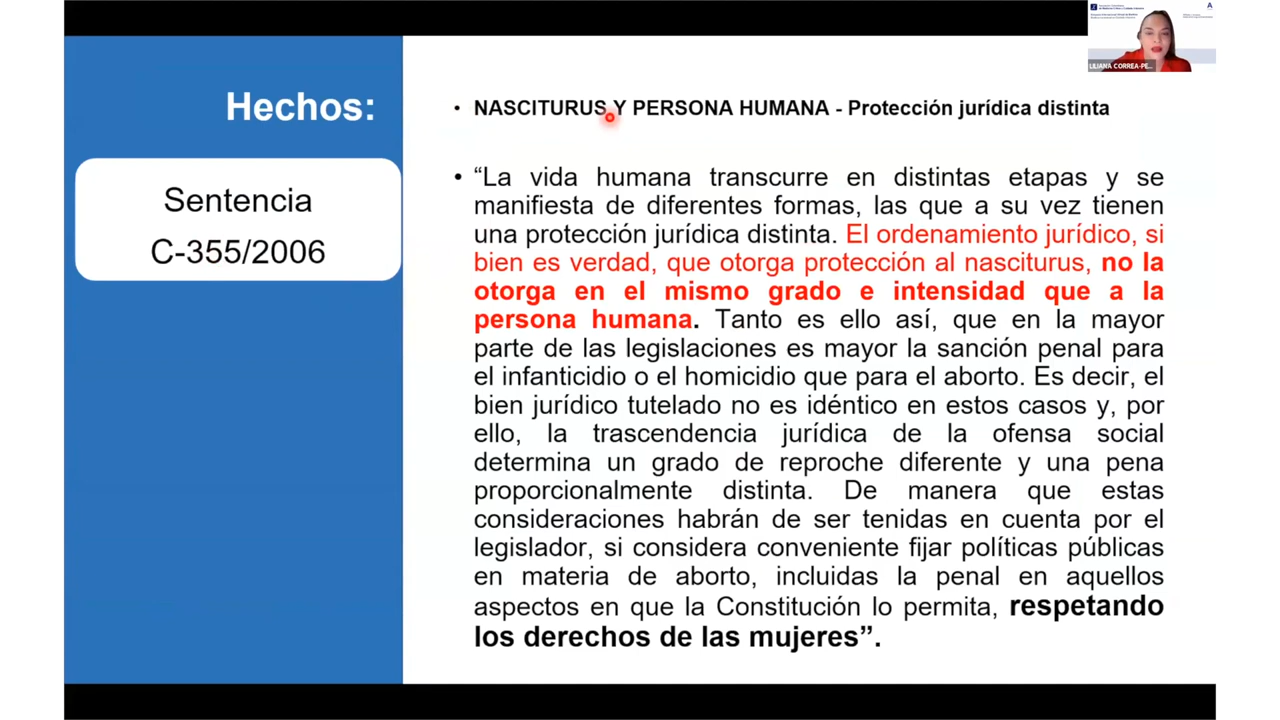 Hechos:
Sentencia
C-355/2006
• NASCITURUS Y PERSONA HUMANA - Protección jurídica distinta
• “La vida humana transcurre en distintas etapas y se
manifiesta de diferentes formas, las que a su vez tienen
una protección jurídica distinta. El ordenamiento jurídico, si
bien es verdad, que otorga protección al nasciturus, no la
otorga en el mismo grado e intensidad que a la
persona humana. Tanto es ello así, que en la mayor
parte de las legislaciones es mayor la sanción penal para
el infanticidio o el homicidio que para el aborto. Es decir, el
bien jurídico tutelado no es idéntico en estos casos y, por
ello, la trascendencia jurídica de la ofensa social
determina un grado de reproche diferente y una pena
proporcionalmente distinta. De manera que estas
consideraciones habrán de ser tenidas en cuenta por el
legislador, si considera conveniente fijar políticas públicas
en materia de aborto, incluidas la penal en aquellos
aspectos en que la Constitución lo permita, respetando
los derechos de las mujeres”.
LILIANA CORREA-PE...